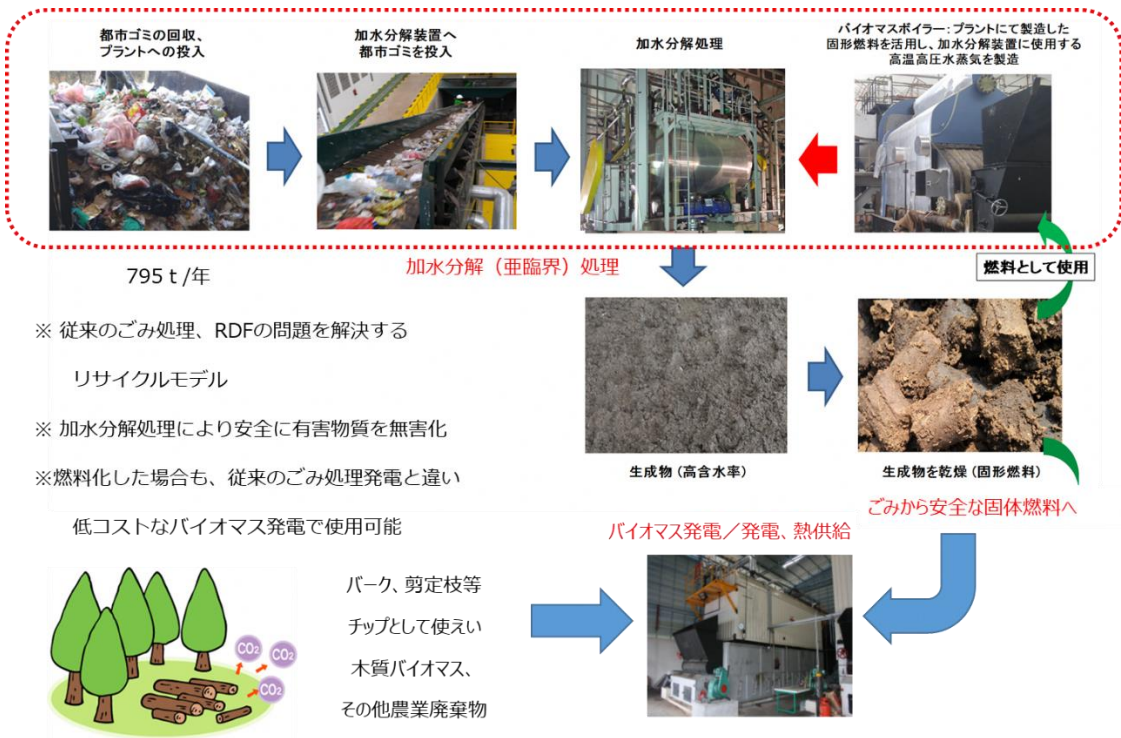 都市ゴミの回収、
プラントへの投入
加水分解装置へ
都市ゴミを投入
加水分解処理
バイオマスボイラー：プラントにて製造した
固形燃料を活用し、加水分解装置に使用する
高温高圧水蒸気を製造
795ｔ/年
加水分解（亜臨界）処理
燃料として使用
※ 従来のごみ処理、RDFの問題を解決する
リサイクルモデル
※ 加水分解処理により安全に有害物質を無害化
※燃料化した場合も、従来のごみ処理発電と違い
低コストなバイオマス発電で使用可能
生成物（高含水率）
生成物を乾燥（固形燃料）
ごみから安全な固体燃料へ
バイオマス発電／発電、熱供給
バーク、剪定枝等
チップとして使えい
木質バイオマス、
その他農業廃棄物
CO2
CO2
CO2